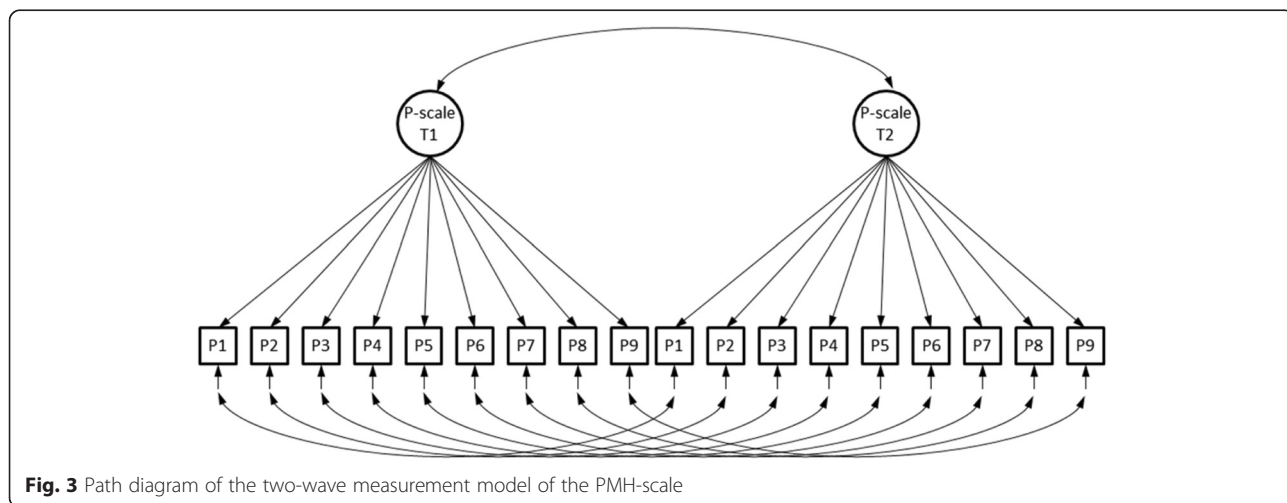 P-scale
T1
P-scale
T2
P1 P2 P3 P4 P5 P6 P7 P8 P9 P1 P2 P3 P4 P5 P6 P7 P8 P9
Fig. 3 Path diagram of the two-wave measurement model of the PMH-scale